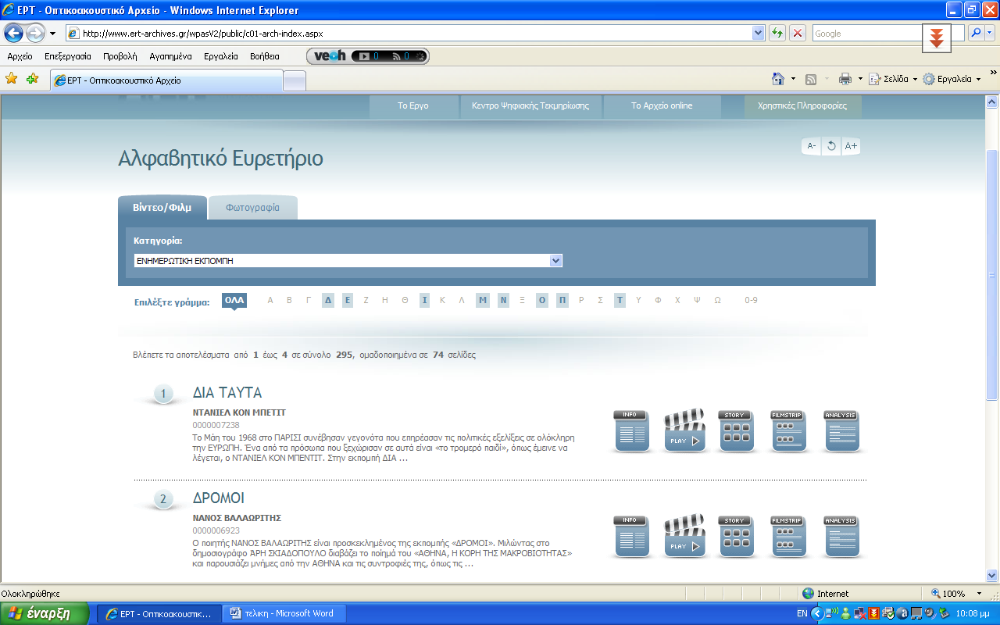 ΕΡΤ - Οπτικοακουστικό Αρχείο - Windows Internet Explorer
http://www.ert-archives.gr/wpasV2/public/c01-arch-index.aspx
Google
Αρχείο Επεξεργασία Προβολή Αγαπημένα Εργαλεία Βοήθεια veoh 0 0
ΕΡΤ - Οπτικοακουστικό Αρχείο Σελίδα Εργαλεία
Το Εργο Κεντρο Ψηφιακής Τεκμηρίωσης Το Αρχείο online Χρηστικές Πληροφορίες
A- A+
Αλφαβητικό Ευρετήριο
Βίντεο/Φιλμ Φωτογραφία
Κατηγορία:
ΕΝΗΜΕΡΩΤΙΚΗ ΕΚΠΟΜΠΗ
Επιλέξτε γράμμα: ΟΛΑ Α Β Γ Δ Ε Ζ Η Θ Ι Κ Λ Μ Ν Ξ Ο Π Ρ Σ Τ Υ Φ Χ Ψ Ω 0-9
Βλέπετε τα αποτελέσματα από 1 έως 4 σε σύνολο 295, ομαδοποιημένα σε 74 σελίδες
1 ΔΙΑ ΤΑΥΤΑ
ΝΤΑΝΙΕΛ ΚΟΝ ΜΠΕΤΙΤ
0000007238
Το Μάη του 1968 στο ΠΑΡΙΣΙ συνέβησαν γεγονότα που επηρέασαν τις πολιτικές εξελίξεις σε ολόκληρη
την ΕΥΡΩΠΗ. Ένα από τα πρόσωπα που ξεχώρισαν σε αυτά είναι «το τρομερό παιδί», όπως έμεινε να
λέγεται, ο ΝΤΑΝΙΕΛ ΚΟΝ ΜΠΕΝΤΙΤ. Στην εκπομπή ΔΙΑ ...
INFO PLAY STORY FILMSTRIP ANALYSIS
2 ΔΡΟΜΟΙ
ΝΑΝΟΣ ΒΑΛΑΩΡΙΤΗΣ
0000006923
Ο ποιητής ΝΑΝΟΣ ΒΑΛΑΩΡΙΤΗΣ είναι προσκεκλημένος της εκπομπής «ΔΡΟΜΟΙ». Μιλώντας στο
δημοσιογράφο ΆΡΗ ΣΚΙΑΔΟΠΟΥΛΟ διαβάζει το ποίημά του «ΑΘΗΝΑ, Η ΚΟΡΗ ΤΗΣ ΜΑΚΡΟΒΙΟΤΗΤΑΣ»
και παρουσιάζει μνήμες από την ΑΘΗΝΑ και τις συντροφιές της, όπως τις ...
INFO PLAY STORY FILMSTRIP ANALYSIS
Ολοκληρώθηκε Internet 100%
έναρξη ΕΡΤ - Οπτικοακουστικ... τελικη - Microsoft Word EN 10:08 μμ